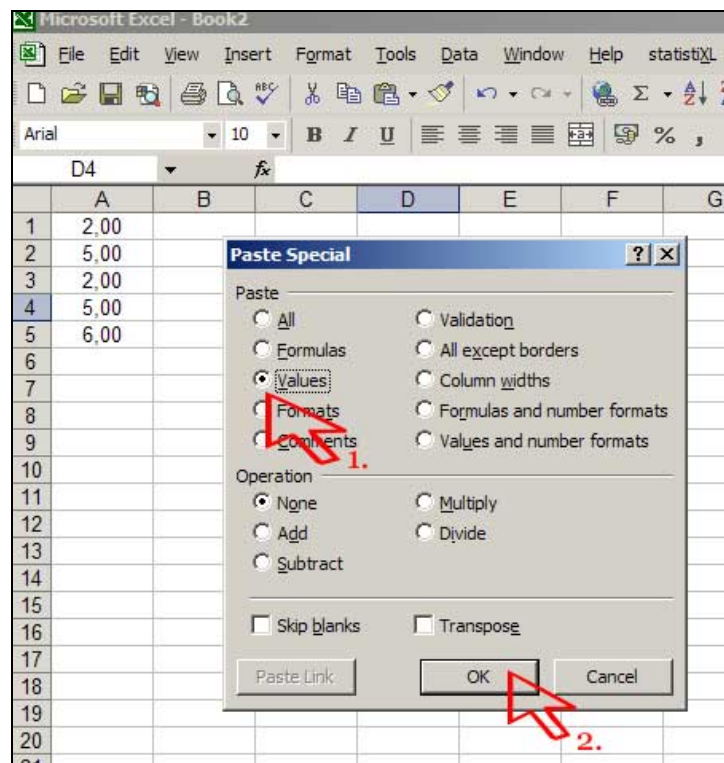 Microsoft Excel - Book2
File Edit View Insert Format Tools Data Window Help statistiXL
ABC Σ A Z
Arial 10 B I U % ,
D4 fx
A B C D E F G
1 2,00
2 5,00
3 2,00
4 5,00
5 6,00
6
7
8
9
10
11
12
13
14
15
16
17
18
19
20
Paste Special ? X
Paste
All Validation
Formulas All except borders
Values Column widths
Formats Formulas and number formats
Comments Values and number formats
1.
Operation
None Multiply
Add Divide
Subtract
Skip blanks Transpose
Paste Link OK Cancel
2.